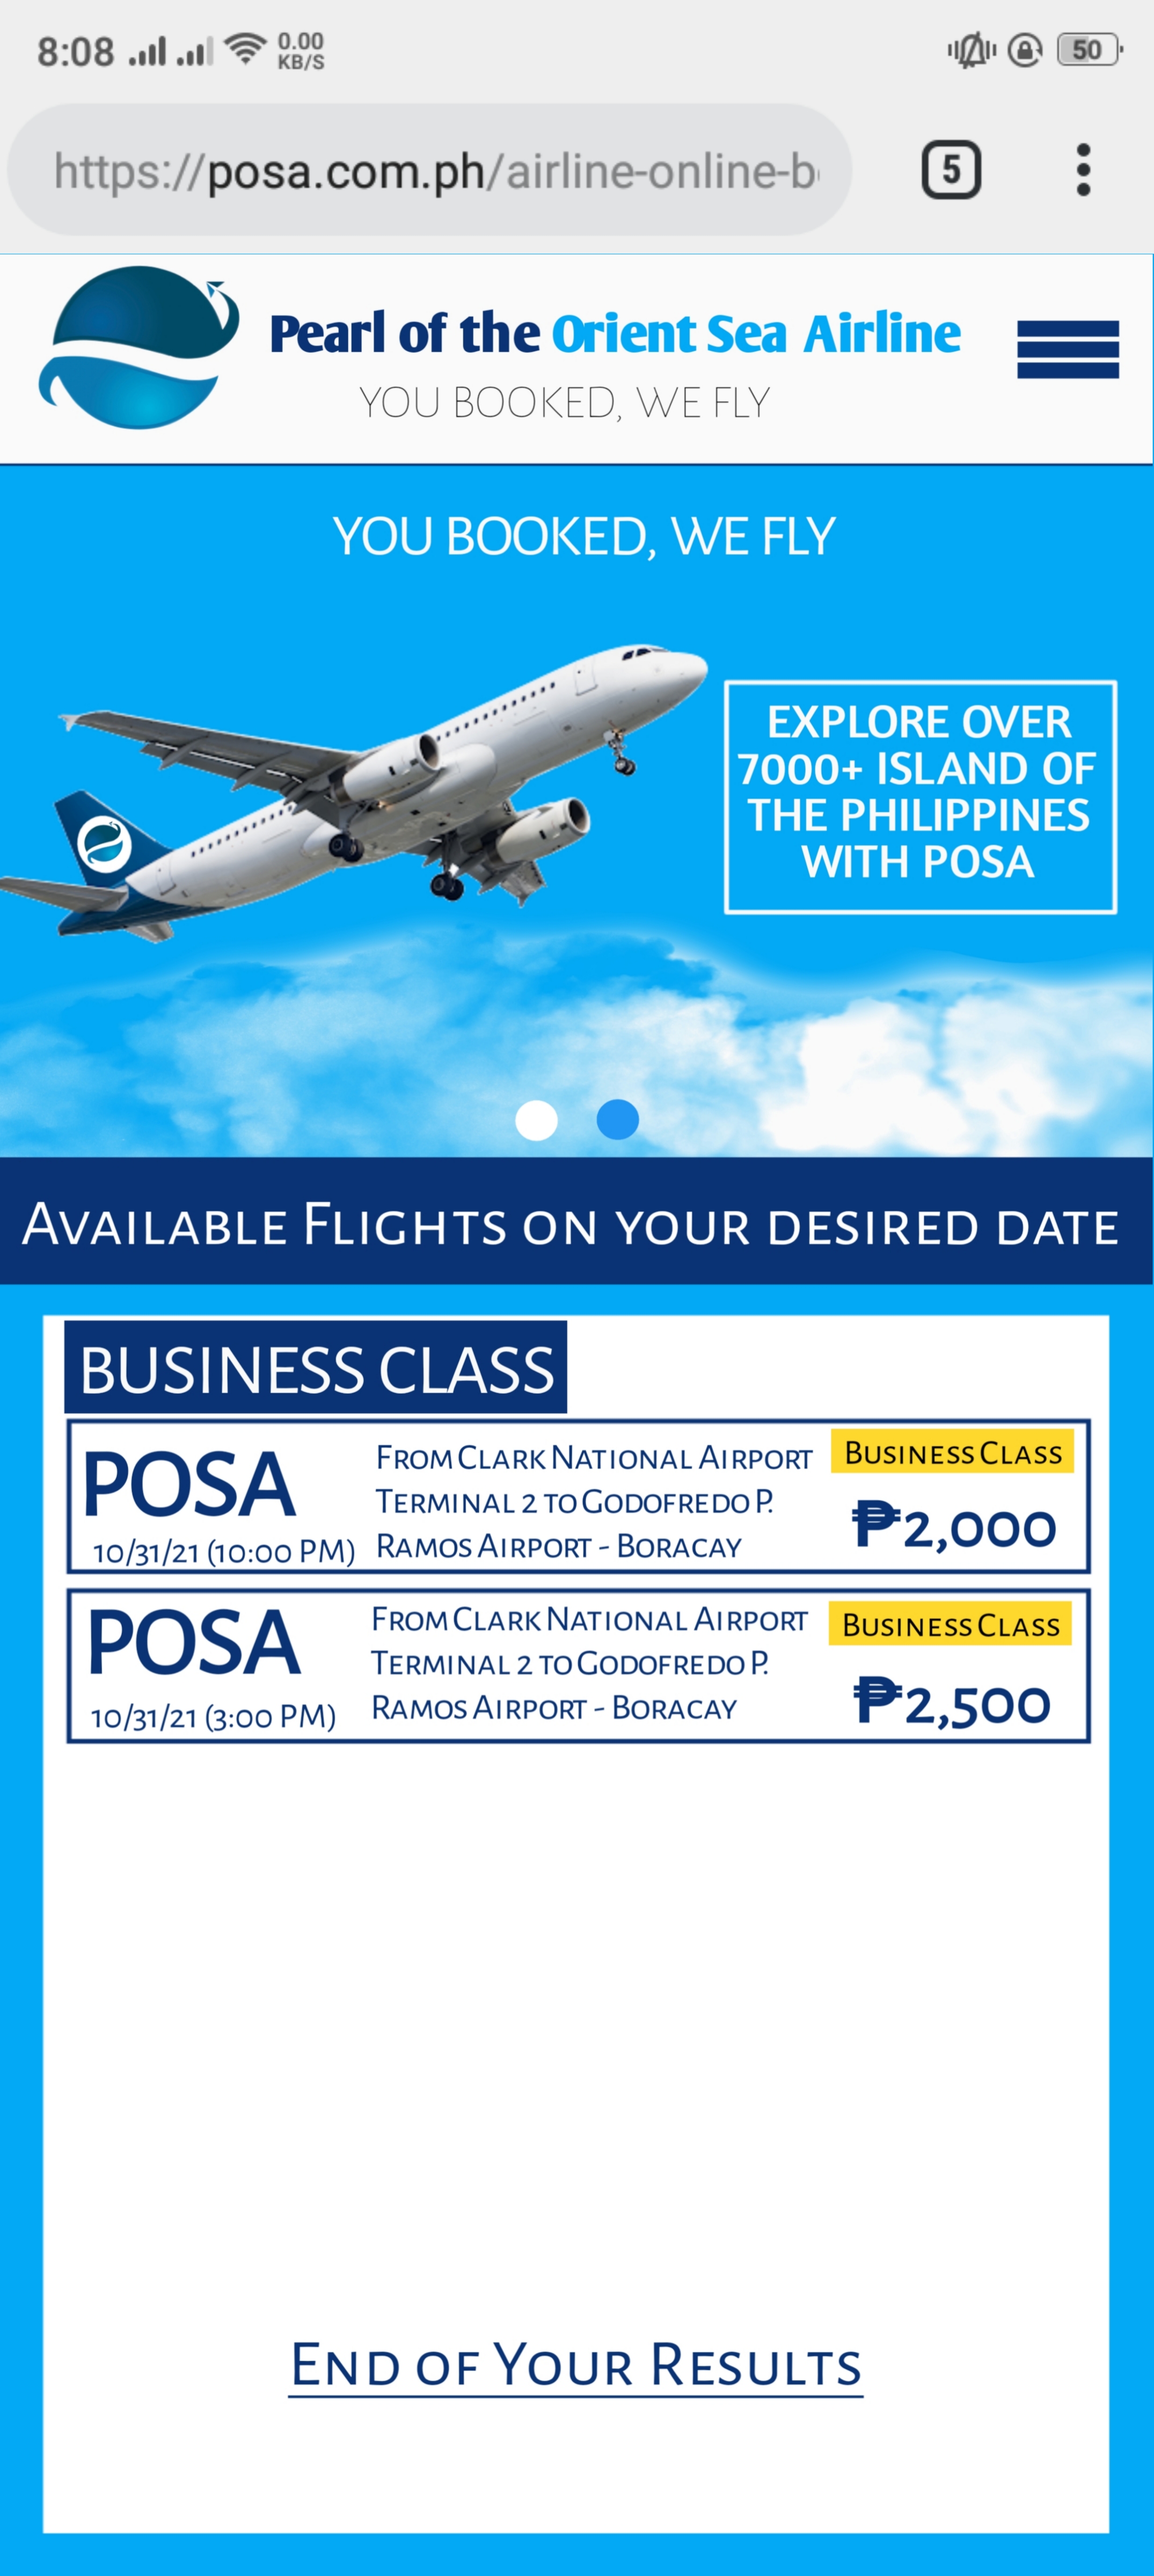 8:08
0.00
KB/S
50
https://posa.com.ph/airline-online-b
5
Pearl of the Orient Sea Airline
YOU BOOKED, WE FLY
YOU BOOKED, WE FLY
EXPLORE OVER
7000+ ISLAND OF
THE PHILIPPINES
WITH POSA
AVAILABLE FLIGHTS ON YOUR DESIRED DATE
BUSINESS CLASS
POSA
10/31/21 (10:00 PM)
FROM CLARK NATIONAL AIRPORT
TERMINAL 2 TO GODOFREDO P.
RAMOS AIRPORT - BORACAY
BUSINESS CLASS
₱2,000
POSA
10/31/21 (3:00 PM)
FROM CLARK NATIONAL AIRPORT
TERMINAL 2 TO GODOFREDO P.
RAMOS AIRPORT - BORACAY
BUSINESS CLASS
₱2,500
END OF YOUR RESULTS